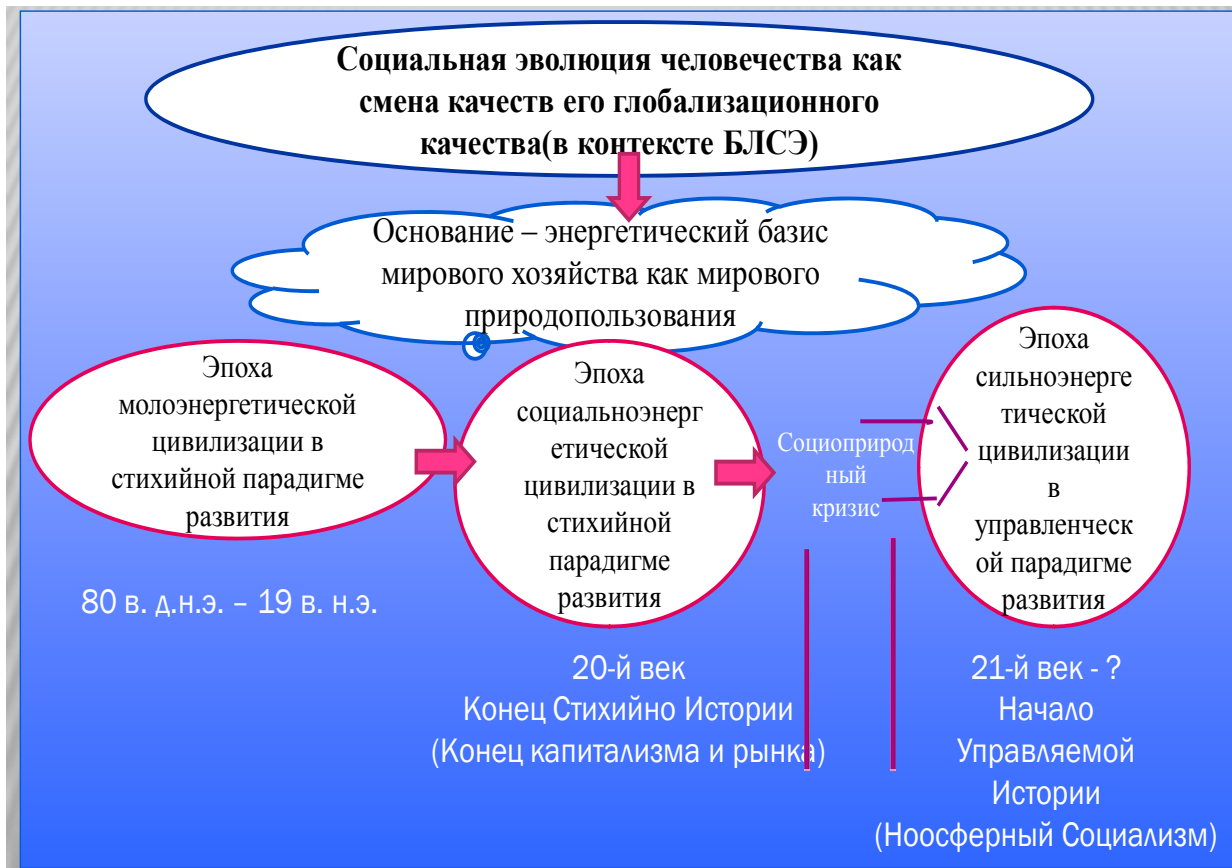 Социальная эволюция человечества как
смена качеств его глобализационного
качества(в контексте БЛСЭ)
Основание – энергетический базис
мирового хозяйства как мирового
природопользования
Эпоха
молоэнергетической
цивилизации в
стихийной парадигме
развития
80 в. д.н.э. – 19 в. н.э.
Эпоха
социальноэнерг
етической
цивилизации в
стихийной
парадигме
развития
20-й век
Конец Стихийно Истории
(Конец капитализма и рынка)
Социоприрод
ный
кризис
Эпоха
сильноэнерге
тической
цивилизации
в
управленческ
ой парадигме
развития
21-й век - ?
Начало
Управляемой
Истории
(Ноосферный Социализм)